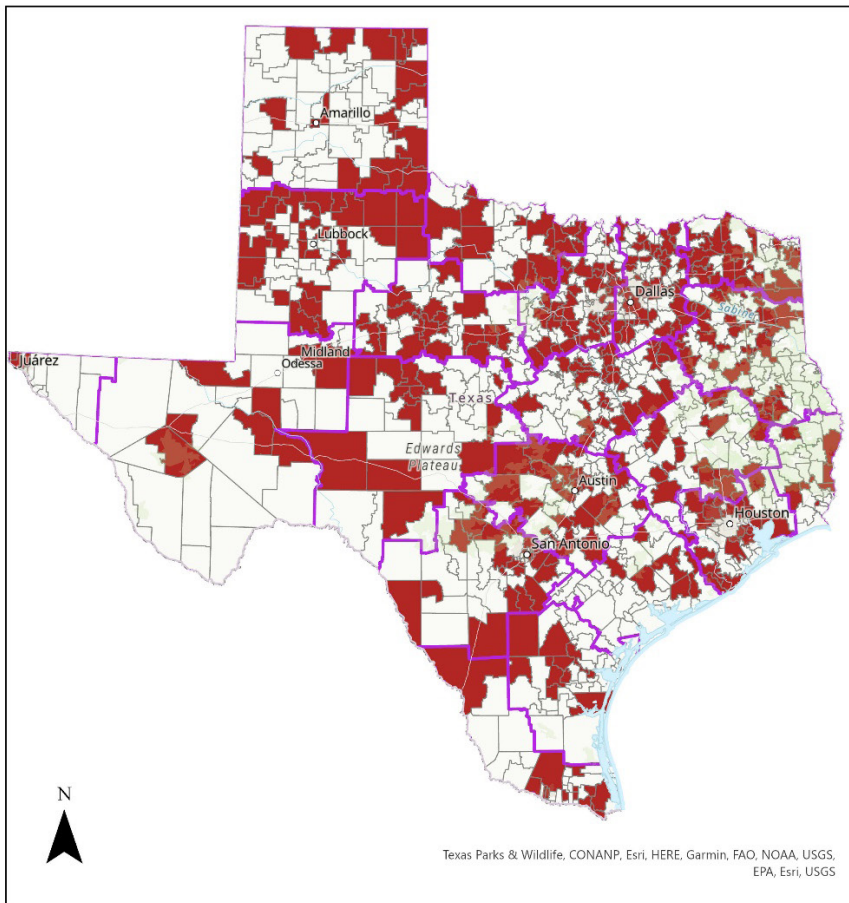 Amarillo
Lubbock
Dallas
Sabine
Juárez
Midland
Odessa
Texas
Edwards
Plateau
Austin
Houston
San Antonio
N
Texas Parks & Wildlife, CONANP, Esri, HERE, Garmin, FAO, NOAA, USGS,
EPA, Esri, USGS